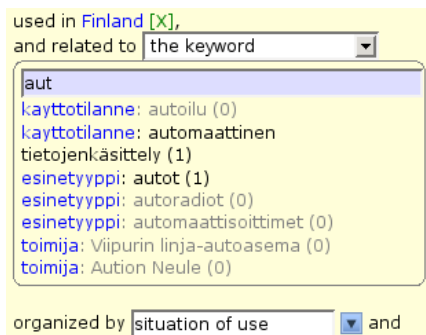 used in Finland [X],
and related to the keyword
aut
kayttotilanne: autoilu (0)
kayttotilanne: automaattinen
tietojenkäsittely (1)
esinetyyppi: autot (1)
esinetyyppi: autoradiot (0)
esinetyyppi: automaattisoittimet (0)
toimija: Viipurin linja-autoasema (0)
toimija: Aution Neule (0)
organized by situation of use and